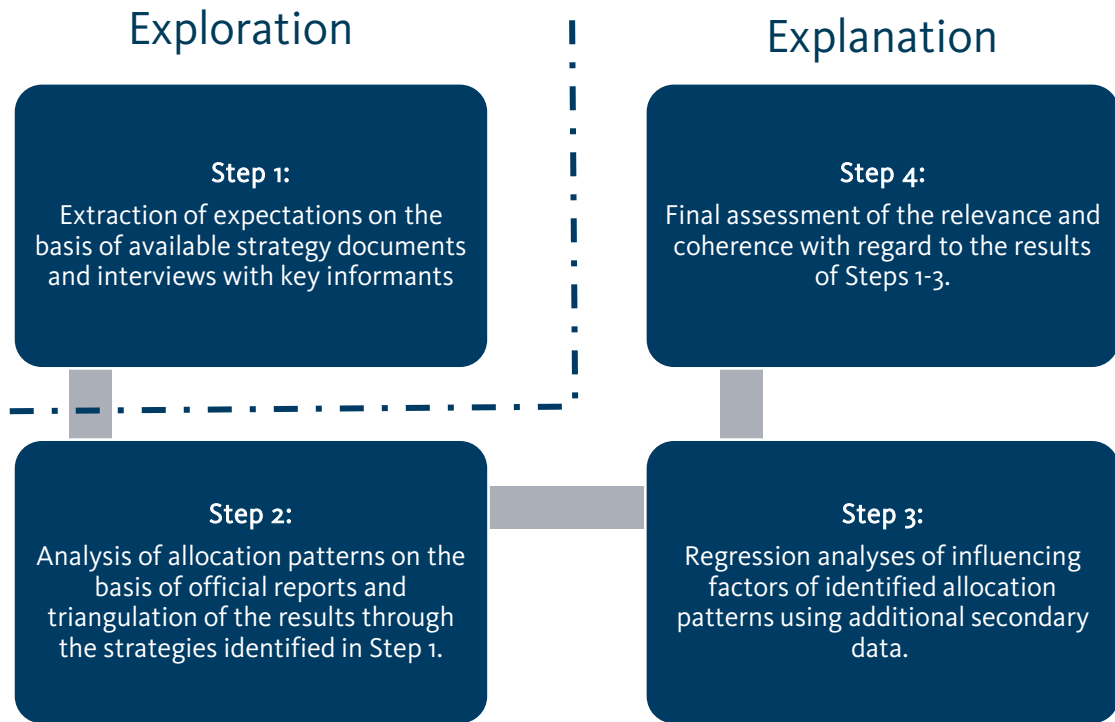 Exploration
Explanation
Step 1:
Extraction of expectations on the
basis of available strategy documents
and interviews with key informants
Step 4:
Final assessment of the relevance and
coherence with regard to the results
of Steps 1-3.
Step 2:
Analysis of allocation patterns on the
basis of official reports and
triangulation of the results through
the strategies identified in Step 1.
Step 3:
Regression analyses of influencing
factors of identified allocation
patterns using additional secondary
data.